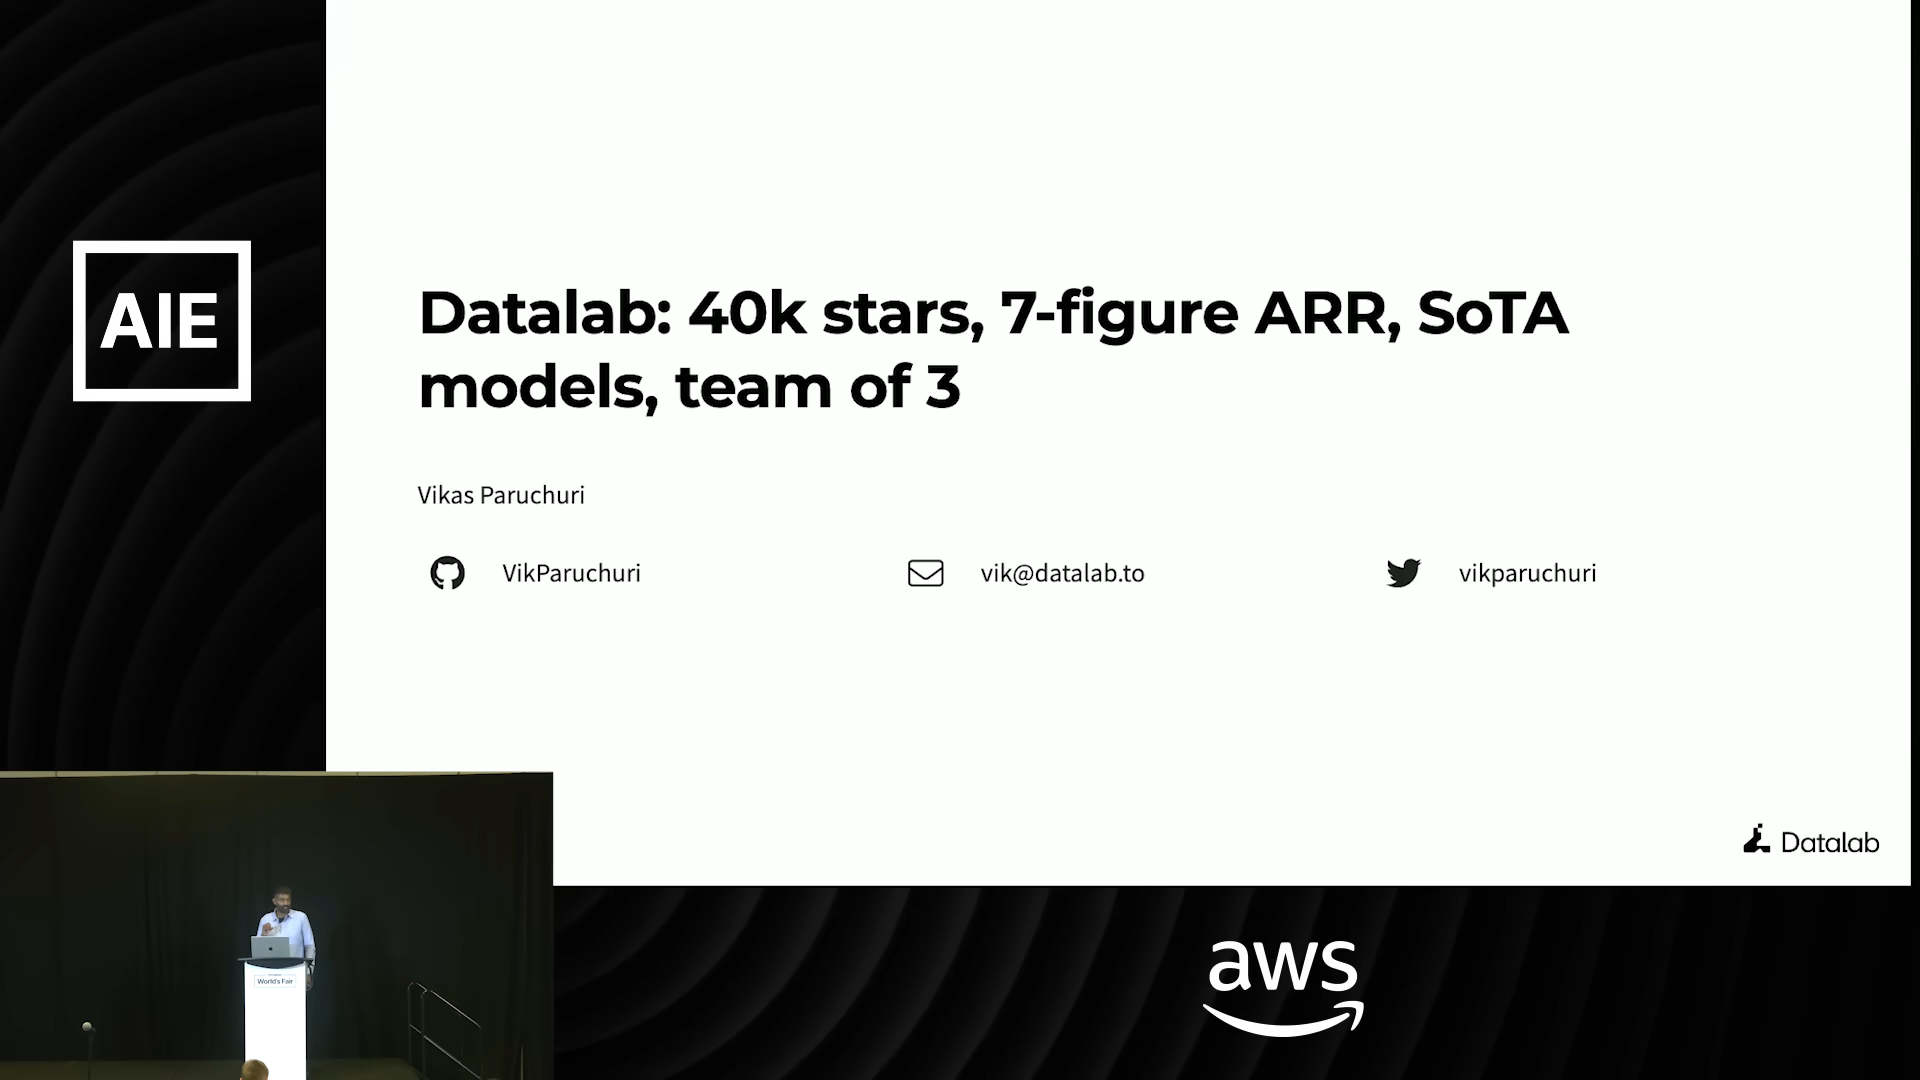 AIE
Datalab: 40k stars, 7-figure ARR, SoTA
models, team of 3
Vikas Paruchuri
VikParuchuri
vik@datalab.to
vikparuchuri
Datalab
World's Fair
aws